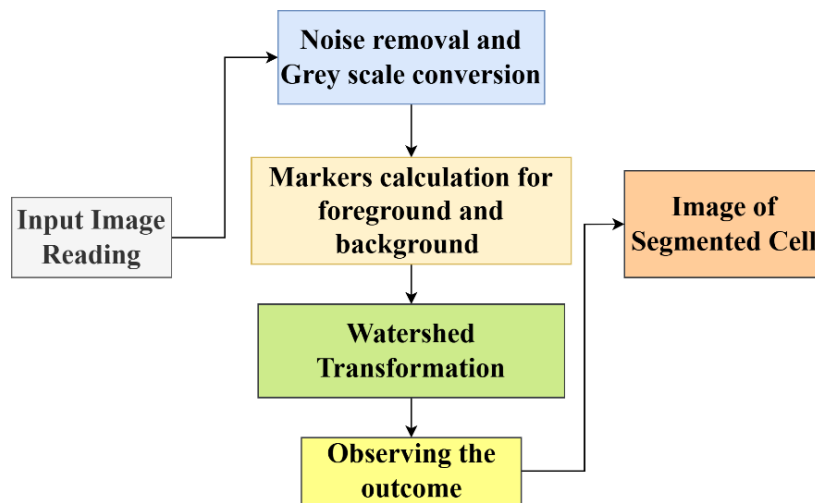 Noise removal and
Grey scale conversion
Markers calculation for
foreground and
background
Input Image
Reading
Image of
Segmented Cell
Watershed
Transformation
Observing the
outcome